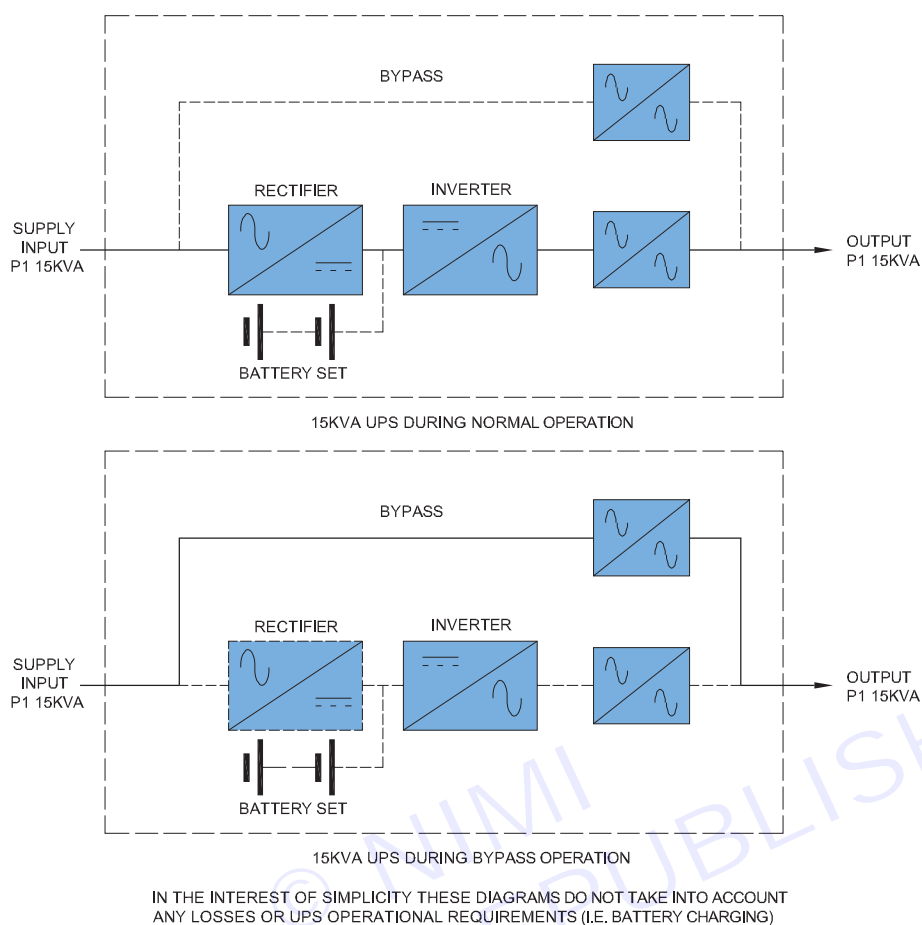 BYPASS
RECTIFIER
INVERTER
SUPPLY
INPUT
P1 15KVA
OUTPUT
P1 15KVA
BATTERY SET
15KVA UPS DURING NORMAL OPERATION
BYPASS
RECTIFIER
INVERTER
SUPPLY
INPUT
P1 15KVA
OUTPUT
P1 15KVA
BATTERY SET
15KVA UPS DURING BYPASS OPERATION
IN THE INTEREST OF SIMPLICITY THESE DIAGRAMS DO NOT TAKE INTO ACCOUNT
ANY LOSSES OR UPS OPERATIONAL REQUIREMENTS (I.E. BATTERY CHARGING)
© NIMI